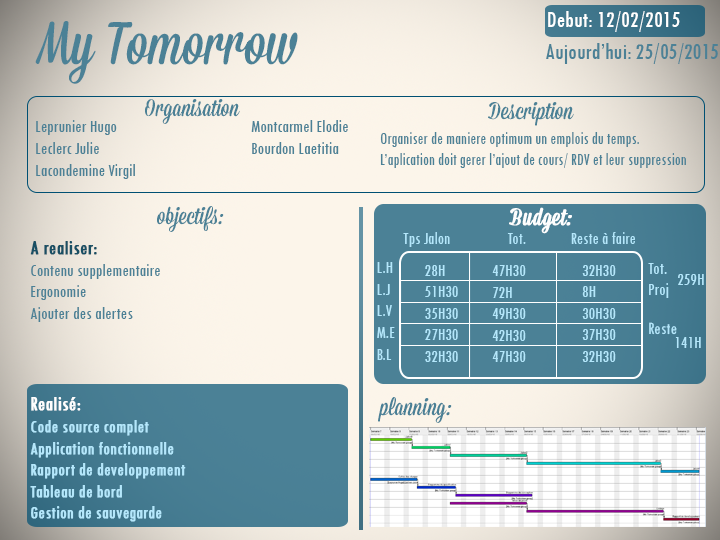 My Tomorrow
Debut: 12/02/2015
Aujourd'hui: 25/05/2015
Organisation
Leprunier Hugo
Leclerc Julie
Lacondemine Virgil
Montcarmel Elodie
Bourdon Laetitia
Description
Organiser de maniere optimum un emplois du temps.
L'aplication doit gerer l'ajout de cours/ RDV et leur suppression
objectifs:
A realiser:
Contenu supplementaire
Ergonomie
Ajouter des alertes
Realisé:
Code source complet
Application fonctionnelle
Rapport de developpement
Tableau de bord
Gestion de sauvegarde
Budget:
Tps Jalon Tot. Reste à faire
L.H 28H 47H30 32H30
L.J 51H30 72H 8H
L.V 35H30 49H30 30H30
M.E 27H30 42H30 37H30
B.L 32H30 47H30 32H30
Tot.
Proj 259H
Reste
141H
planning: